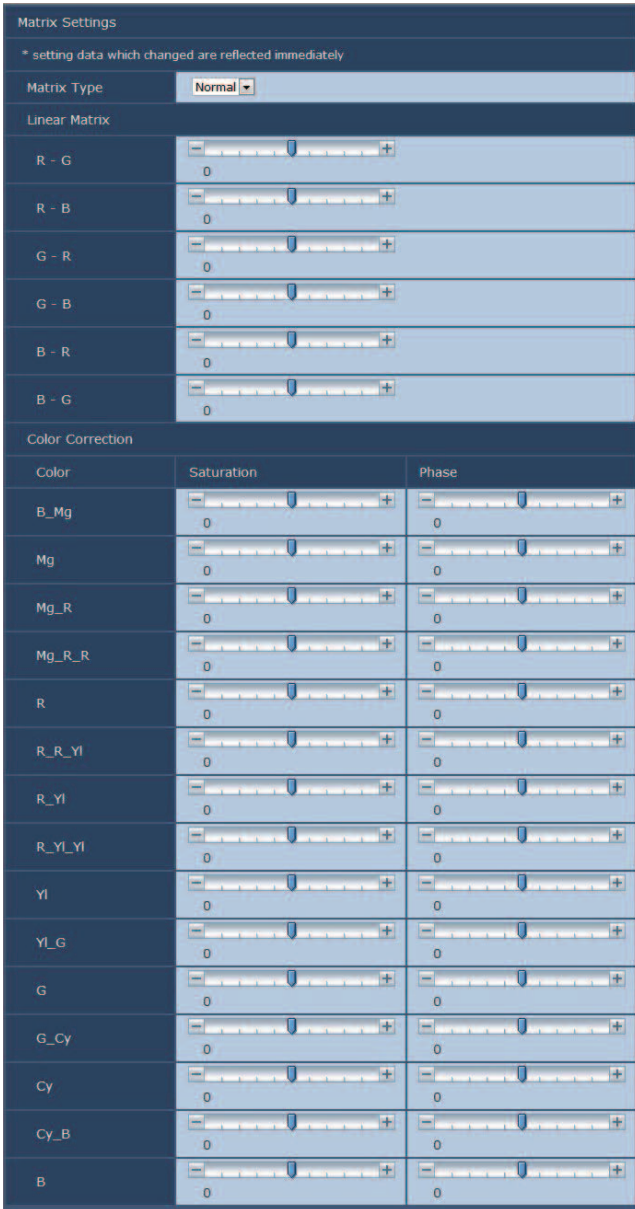 Matrix Settings
* setting data which changed are reflected immediately
Matrix Type Normal
Linear Matrix
R - G
0
R - B
0
G - R
0
G - B
0
B - R
0
B - G
0
Color Correction
Color Saturation Phase
B_Mg
0 0
Mg
0 0
Mg_R
0 0
Mg_R_R
0 0
R
0 0
R_R_Yl
0 0
R_Yl
0 0
R_Yl_Yl
0 0
Yl
0 0
Yl_G
0 0
G
0 0
G_Cy
0 0
Cy
0 0
Cy_B
0 0
B
0 0